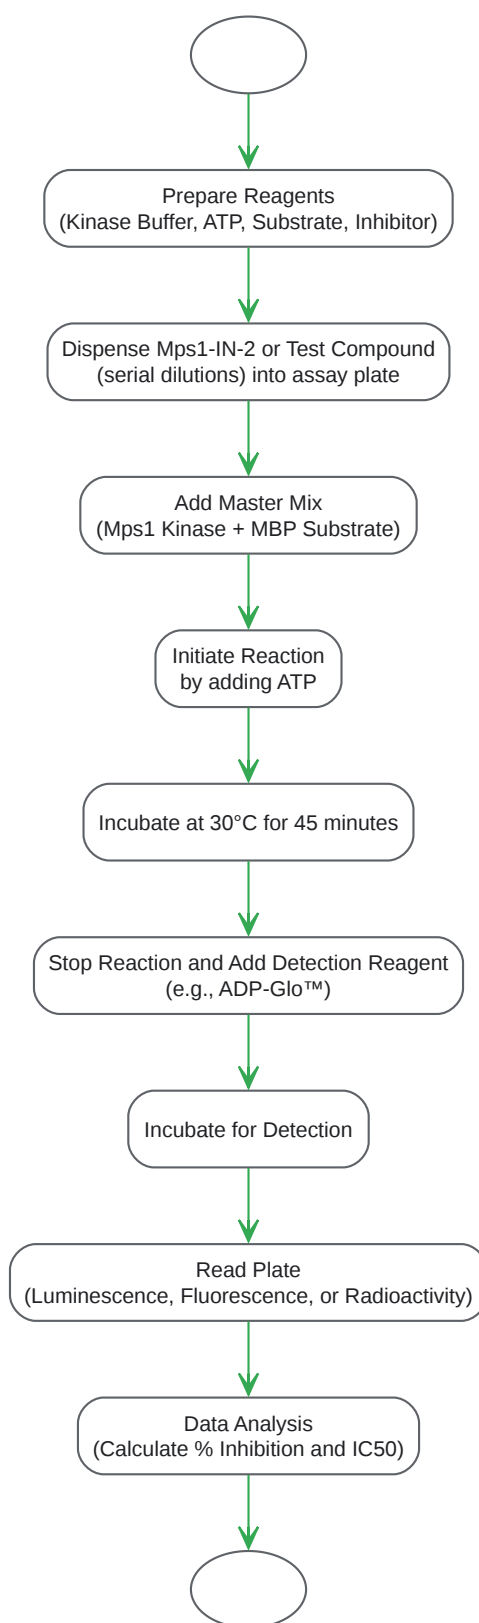 Prepare Reagents
(Kinase Buffer, ATP, Substrate, Inhibitor)
Dispense Mps1-IN-2 or Test Compound
(serial dilutions) into assay plate
Add Master Mix
(Mps1 Kinase + MBP Substrate)
Initiate Reaction
by adding ATP
Incubate at 30°C for 45 minutes
Stop Reaction and Add Detection Reagent
(e.g., ADP-Glo™)
Incubate for Detection
Read Plate
(Luminescence, Fluorescence, or Radioactivity)
Data Analysis
(Calculate % Inhibition and IC50)